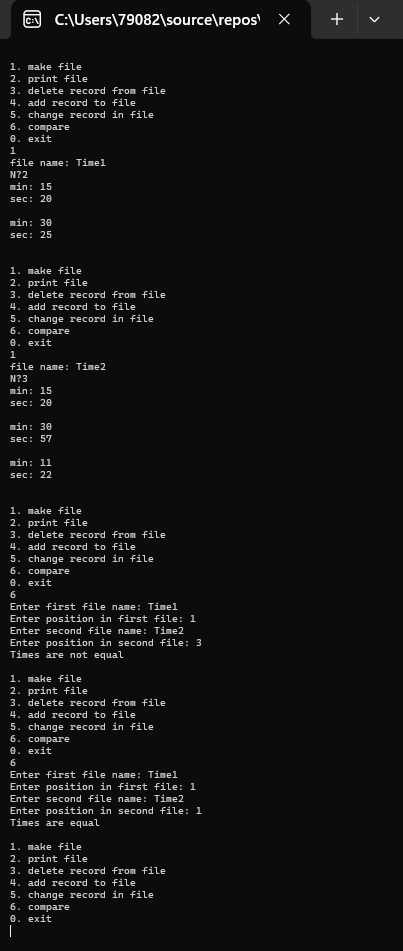 C:\Users\79082\source\repos\
1. make file
2. print file
3. delete record from file
4. add record to file
5. change record in file
6. compare
0. exit
1
file name: Time1
N?2
min: 15
sec: 20
min: 30
sec: 25
1. make file
2. print file
3. delete record from file
4. add record to file
5. change record in file
6. compare
0. exit
1
file name: Time2
N?3
min: 15
sec: 20
min: 30
sec: 57
min: 11
sec: 22
1. make file
2. print file
3. delete record from file
4. add record to file
5. change record in file
6. compare
0. exit
6
Enter first file name: Time1
Enter position in first file: 1
Enter second file name: Time2
Enter position in second file: 3
Times are not equal
1. make file
2. print file
3. delete record from file
4. add record to file
5. change record in file
6. compare
0. exit
6
Enter first file name: Time1
Enter position in first file: 1
Enter second file name: Time2
Enter position in second file: 1
Times are equal
1. make file
2. print file
3. delete record from file
4. add record to file
5. change record in file
6. compare
0. exit